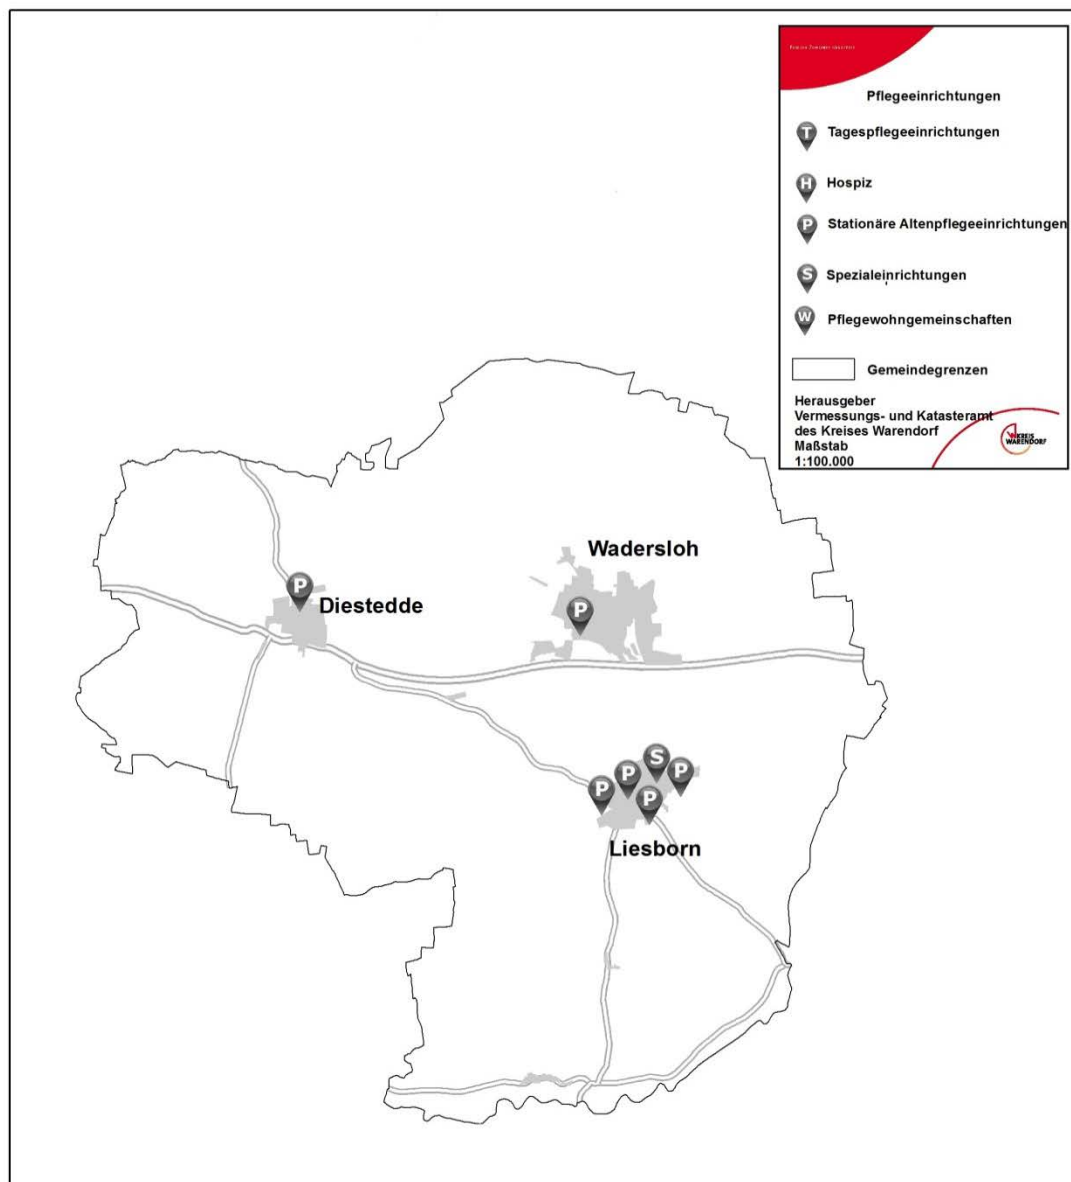 Pflegeeinrichtungen
T Tagespflegeeinrichtungen
H Hospiz
P Stationäre Altenpflegeeinrichtungen
S Spezialeinrichtungen
W Pflegewohngemeinschaften
Gemeindegrenzen
Herausgeber
Vermessungs- und Katasteramt
des Kreises Warendorf
Maßstab
1:100.000
KREIS
WARENDORF
Wadersloh
P
P
Diestedde
S
P
P
P
P
Liesborn